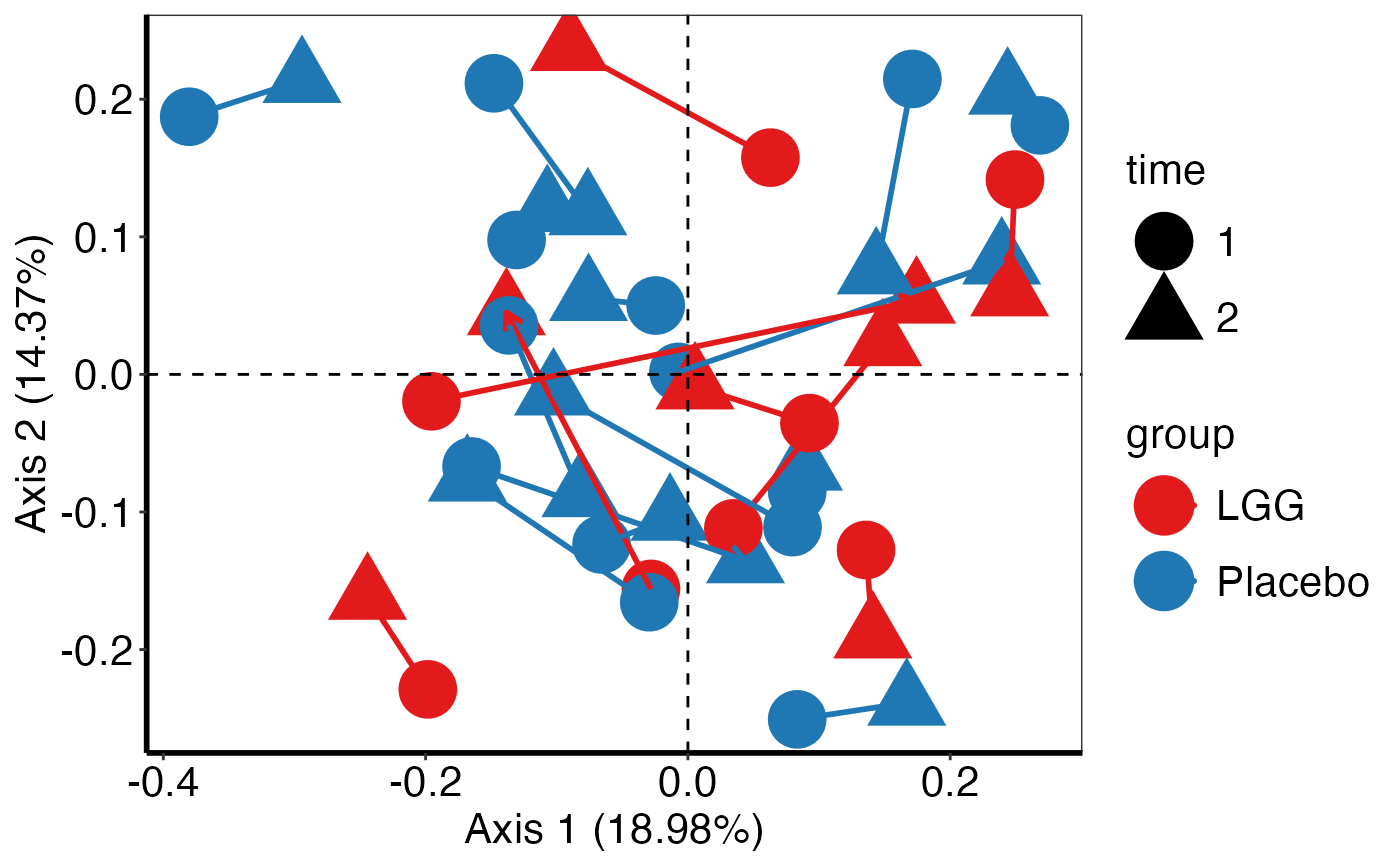 0.2
0.1
0.0
-0.1
-0.2
Axis 2 (14.37%)
-0.4 -0.2 0.0 0.2
Axis 1 (18.98%)
time
1
2
group
LGG
Placebo